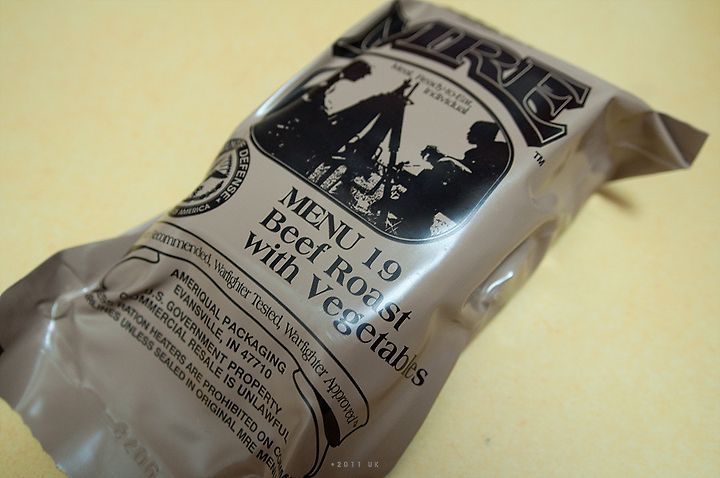 MRE
TM
Meal, Ready-to-Eat,
Individual
DEFENSE
AMERICA
MENU 19
Beef Roast
with Vegetables
Recommended, Warfighter Tested, Warfighter Approved
AMERIQUAL PACKAGING
EVANSVILLE, IN 47710
U.S. GOVERNMENT PROPERTY
COMMERCIAL RESALE IS UNLAWFUL
RATION HEATERS ARE PROHIBITED ON
UNLESS SEALED IN ORIGINAL MRE
•2011 UK